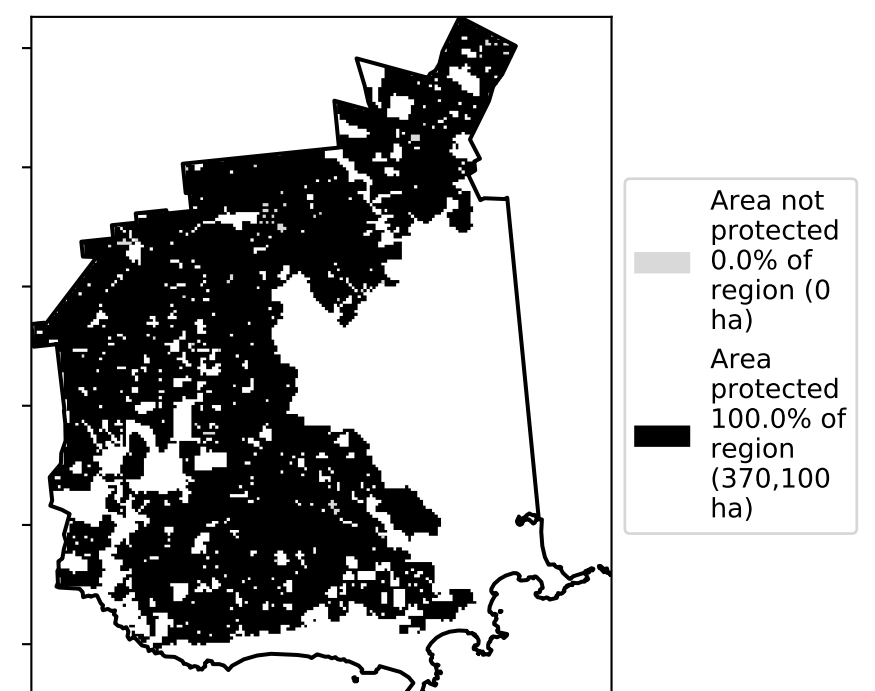 Area not
protected
0.0% of
region (0
ha)
Area
protected
100.0% of
region
(370,100
ha)